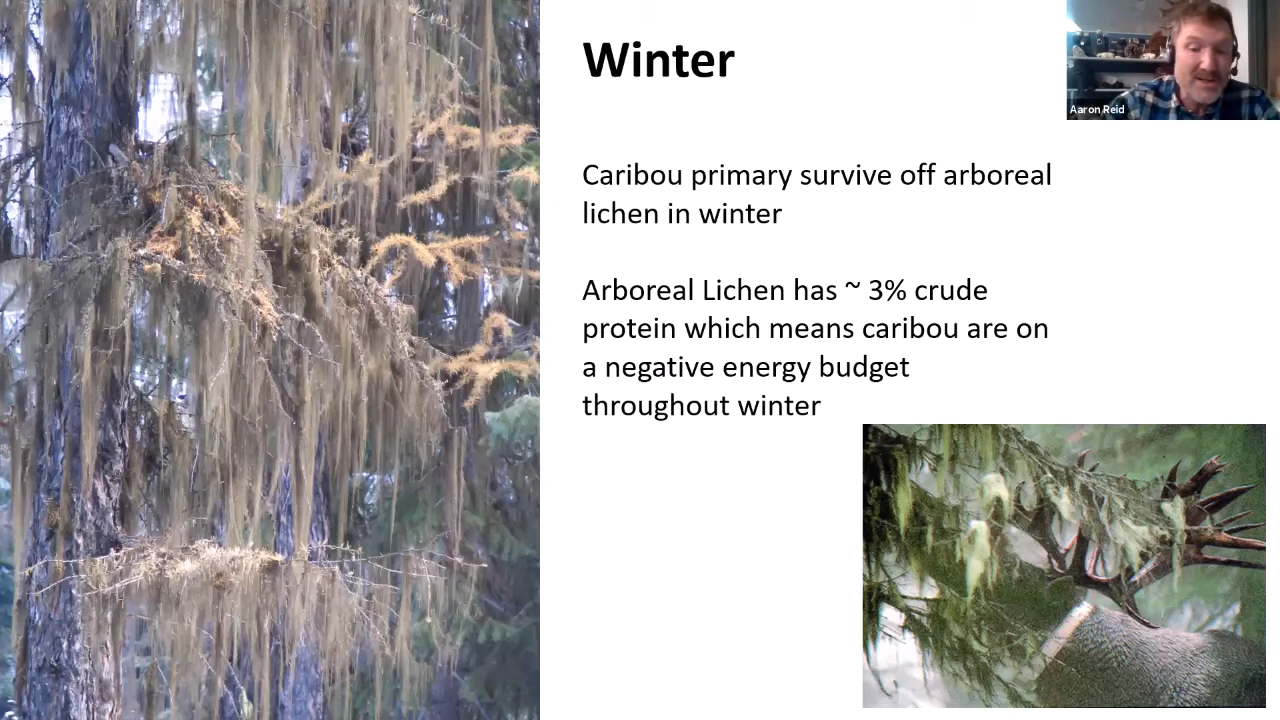 Winter
Aaron Reid
Caribou primary survive off arboreal
lichen in winter
Arboreal Lichen has ~ 3% crude
protein which means caribou are on
a negative energy budget
throughout winter